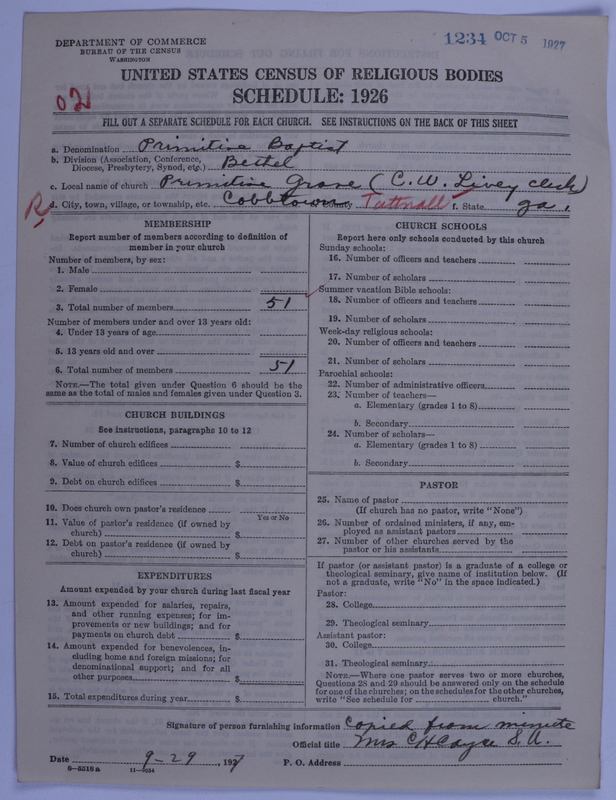 1234 OCT 5 1927
DEPARTMENT OF COMMERCE
BUREAU OF THE CENSUS
WASHINGTON
UNITED STATES CENSUS OF RELIGIOUS BODIES
SCHEDULE: 1926
FILL OUT A SEPARATE SCHEDULE FOR EACH CHURCH. SEE INSTRUCTIONS ON THE BACK OF THIS SHEET
a. Denomination Primitive Baptist
b. Division (Association, Conference, Diocese, Presbytery, Synod, etc.) Bethel
c. Local name of church Primitive Grove (C. W. Livey clerk)
R d. City, town, village, or township, etc. Cobbtown Tattnall f. State ga.
MEMBERSHIP
Report number of members according to definition of
member in your church
Number of members, by sex:
1. Male
2. Female
3. Total number of members 51
Number of members under and over 13 years old:
4. Under 13 years of age
5. 13 years old and over
6. Total number of members 51
NOTE.—The total given under Question 6 should be the
same as the total of males and females given under Question 3.
CHURCH BUILDINGS
See instructions, paragraphs 10 to 12
7. Number of church edifices
8. Value of church edifices $
9. Debt on church edifices $
10. Does church own pastor's residence
Yes or No
11. Value of pastor's residence (if owned by
church) $
12. Debt on pastor's residence (if owned by
church) $
EXPENDITURES
Amount expended by your church during last fiscal year
13. Amount expended for salaries, repairs,
and other running expenses; for im-
provements or new buildings; and for
payments on church debt $
14. Amount expended for benevolences, in-
cluding home and foreign missions; for
denominational support; and for all
other purposes $
15. Total expenditures during year $
CHURCH SCHOOLS
Report here only schools conducted by this church
Sunday schools:
16. Number of officers and teachers
17. Number of scholars
Summer vacation Bible schools:
18. Number of officers and teachers
19. Number of scholars
Week-day religious schools:
20. Number of officers and teachers
21. Number of scholars
Parochial schools:
22. Number of administrative officers
23. Number of teachers—
a. Elementary (grades 1 to 8)
b. Secondary
24. Number of scholars—
a. Elementary (grades 1 to 8)
b. Secondary
PASTOR
25. Name of pastor
(If church has no pastor, write "None")
26. Number of ordained ministers, if any, em-
ployed as assistant pastors
27. Number of other churches served by the
pastor or his assistants
If pastor (or assistant pastor) is a graduate of a college or
theological seminary, give name of institution below. (If
not a graduate, write "No" in the space indicated.)
Pastor:
28. College
29. Theological seminary
Assistant pastor:
30. College
31. Theological seminary
NOTE.—Where one pastor serves two or more churches,
Questions 28 and 29 should be answered only on the schedule
for one of the churches; on the schedules for the other churches,
write "See schedule for church."
Signature of person furnishing information Copied from minute
Official title Mrs C H Cayce S. A.
Date 9-29, 1927 P. O. Address
8—5318 a 11—9034